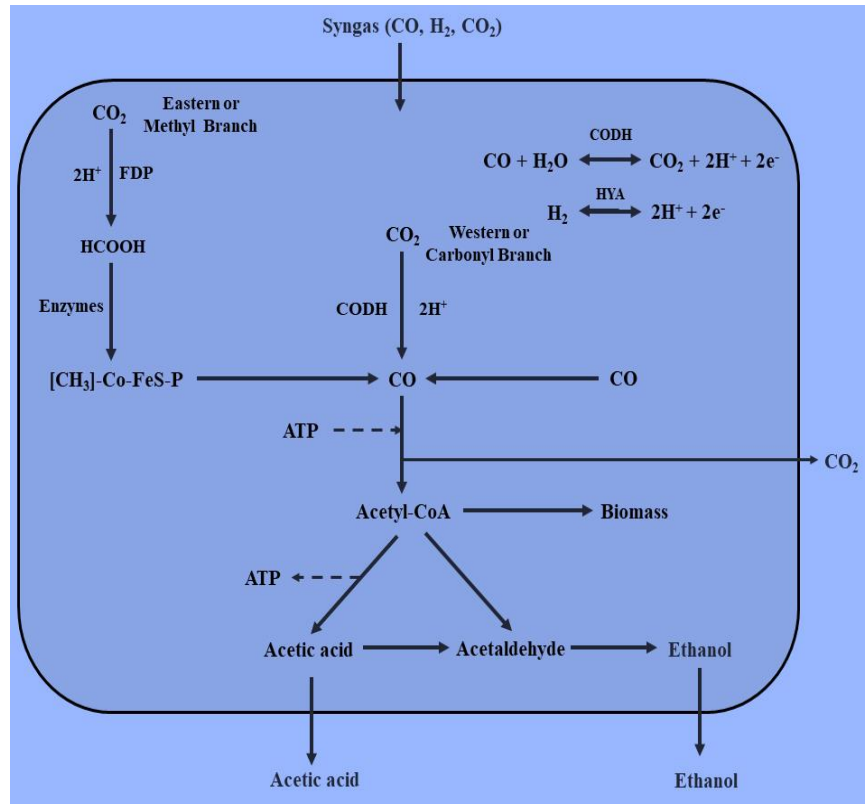 Syngas (CO, H₂, CO₂)
CO₂
Eastern or
Methyl Branch
2H⁺ FDP
HCOOH
Enzymes
[CH₃]-Co-FeS-P
CODH
CO + H₂O CO₂ + 2H⁺ + 2e⁻
HYA
H₂ 2H⁺ + 2e⁻
CO₂
Western or
Carbonyl Branch
CODH 2H⁺
CO
CO
ATP
CO₂
Acetyl-CoA
Biomass
ATP
Acetic acid
Acetaldehyde
Ethanol
Acetic acid
Ethanol